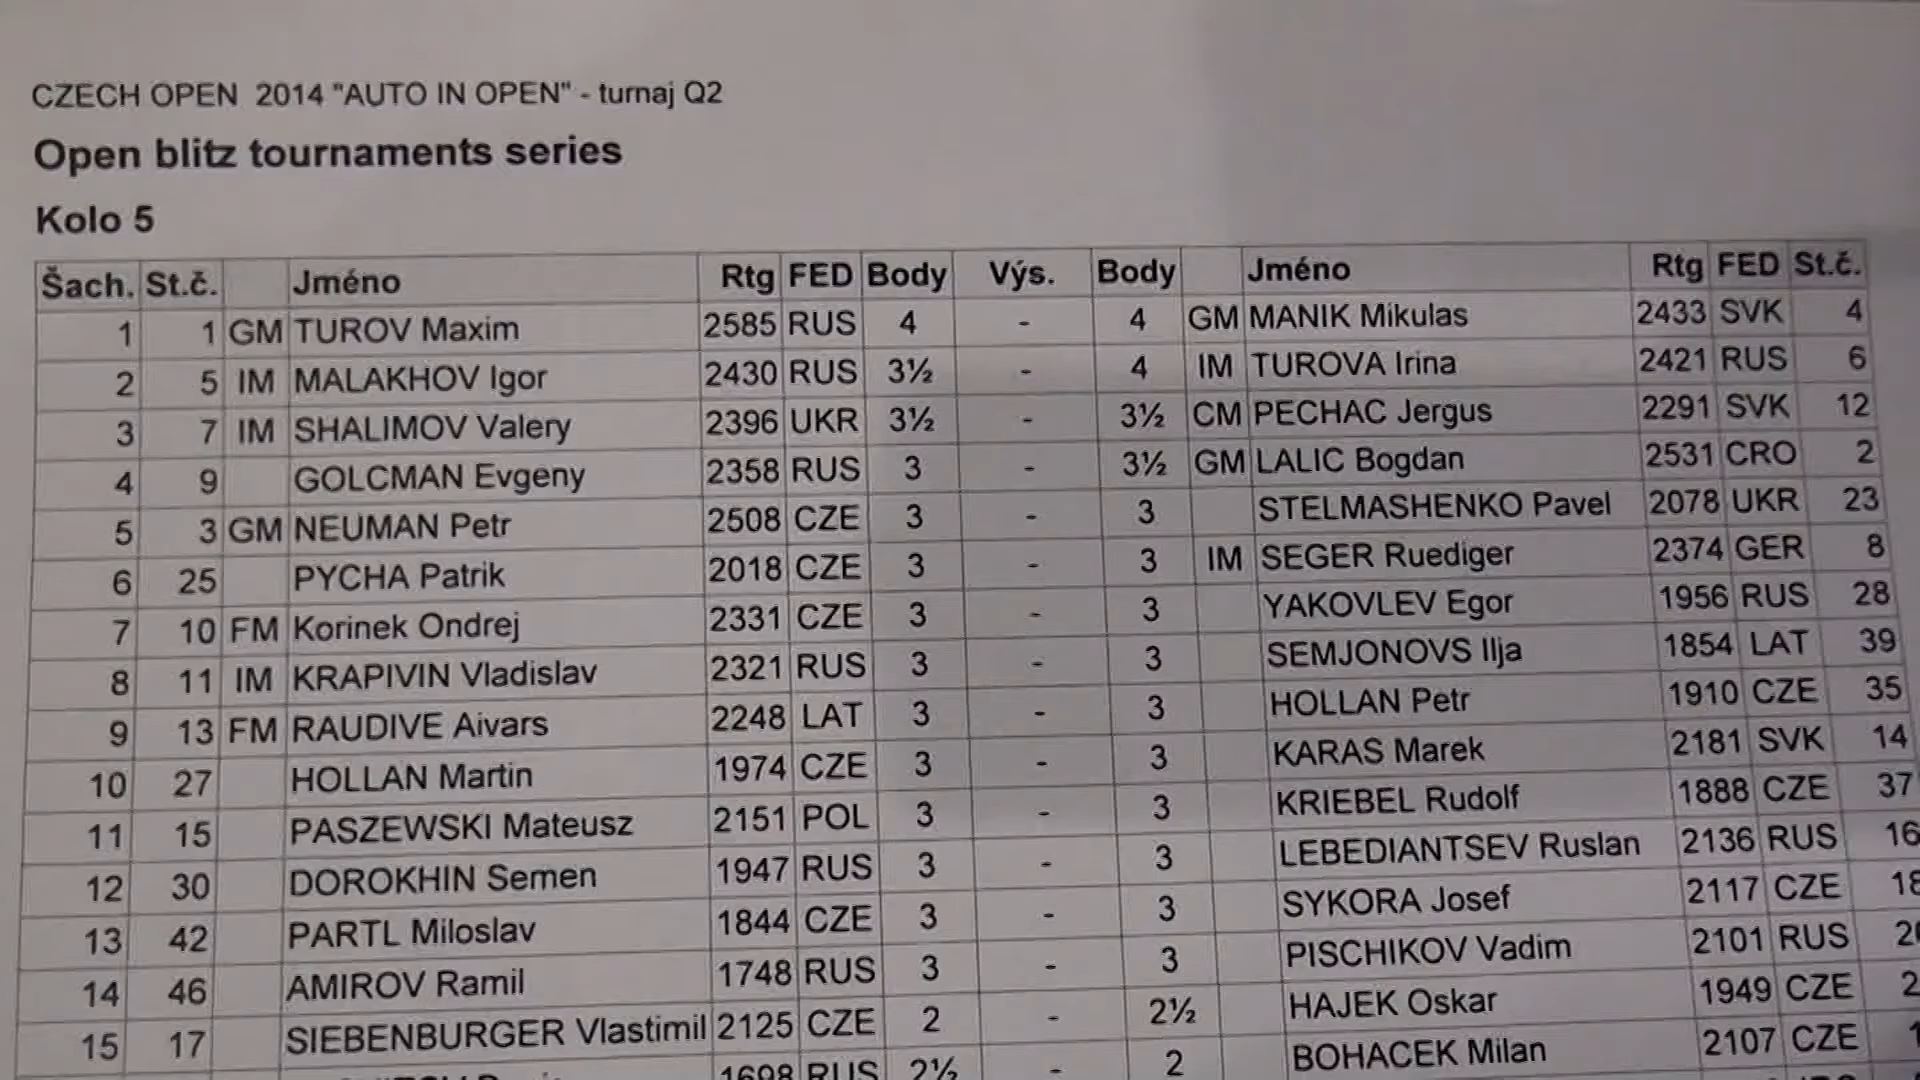 CZECH OPEN 2014 "AUTO IN OPEN" - turnaj Q2
Open blitz tournaments series
Kolo 5
Šach. St.č. Jméno Rtg FED Body Výs. Body Jméno Rtg FED St.č.
1 1 GM TUROV Maxim 2585 RUS 4 - 4 GM MANIK Mikulas 2433 SVK 4
2 5 IM MALAKHOV Igor 2430 RUS 3½ - 4 IM TUROVA Irina 2421 RUS 6
3 7 IM SHALIMOV Valery 2396 UKR 3½ - 3½ CM PECHAC Jergus 2291 SVK 12
4 9 GOLCMAN Evgeny 2358 RUS 3 - 3½ GM LALIC Bogdan 2531 CRO 2
5 3 GM NEUMAN Petr 2508 CZE 3 - 3 STELMASHENKO Pavel 2078 UKR 23
6 25 PYCHA Patrik 2018 CZE 3 - 3 IM SEGER Ruediger 2374 GER 8
7 10 FM Korinek Ondrej 2331 CZE 3 - 3 YAKOVLEV Egor 1956 RUS 28
8 11 IM KRAPIVIN Vladislav 2321 RUS 3 - 3 SEMJONOVS Ilja 1854 LAT 39
9 13 FM RAUDIVE Aivars 2248 LAT 3 - 3 HOLLAN Petr 1910 CZE 35
10 27 HOLLAN Martin 1974 CZE 3 - 3 KARAS Marek 2181 SVK 14
11 15 PASZEWSKI Mateusz 2151 POL 3 - 3 KRIEBEL Rudolf 1888 CZE 37
12 30 DOROKHIN Semen 1947 RUS 3 - 3 LEBEDIANTSEV Ruslan 2136 RUS 16
13 42 PARTL Miloslav 1844 CZE 3 - 3 SYKORA Josef 2117 CZE 18
14 46 AMIROV Ramil 1748 RUS 3 - 3 PISCHIKOV Vadim 2101 RUS
15 17 SIEBENBURGER Vlastimil 2125 CZE 2 - 2½ HAJEK Oskar 1949 CZE
1698 RUS 2½ - 2 BOHACEK Milan 2107 CZE